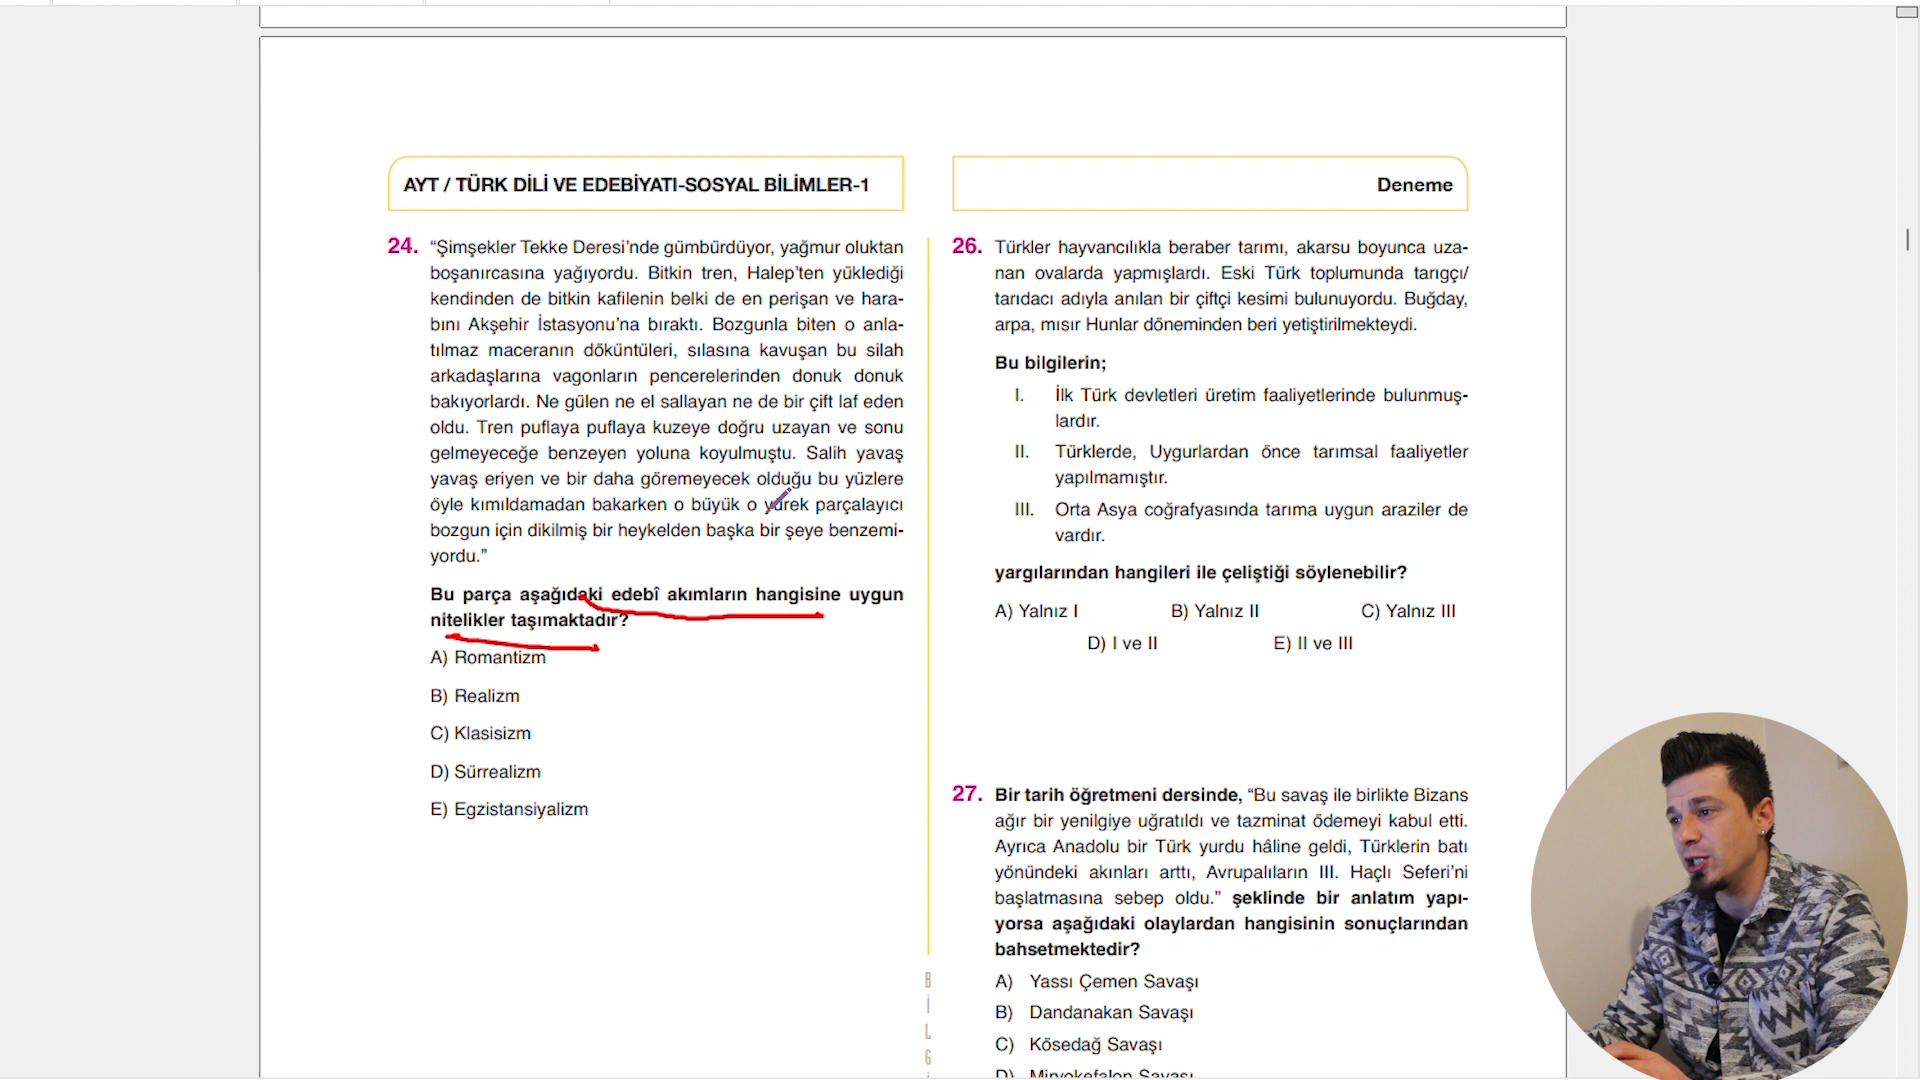 AYT / TÜRK DİLİ VE EDEBİYATI-SOSYAL BİLİMLER-1
Deneme
24. “Şimşekler Tekke Deresi’nde gümbürdüyor, yağmur oluktan
boşanırcasına yağıyordu. Bitkin tren, Halep’ten yüklediği
kendinden de bitkin kafilenin belki de en perişan ve hara-
bını Akşehir İstasyonu’na bıraktı. Bozgunla biten o anla-
tılmaz maceranın döküntüleri, sılasına kavuşan bu silah
arkadaşlarına vagonların pencerelerinden donuk donuk
bakıyorlardı. Ne gülen ne el sallayan ne de bir çift laf eden
oldu. Tren puflaya puflaya kuzeye doğru uzayan ve sonu
gelmeyeceğe benzeyen yoluna koyulmuştu. Salih yavaş
yavaş eriyen ve bir daha göremeyecek olduğu bu yüzlere
öyle kımıldamadan bakarken o büyük o yürek parçalayıcı
bozgun için dikilmiş bir heykelden başka bir şeye benzemi-
yordu.”
Bu parça aşağıdaki edebî akımların hangisine uygun
nitelikler taşımaktadır?
A) Romantizm
B) Realizm
C) Klasisizm
D) Sürrealizm
E) Egzistansiyalizm
26. Türkler hayvancılıkla beraber tarımı, akarsu boyunca uza-
nan ovalarda yapmışlardı. Eski Türk toplumunda tarıgçı/
tarıdacı adıyla anılan bir çiftçi kesimi bulunuyordu. Buğday,
arpa, mısır Hunlar döneminden beri yetiştirilmekteydi.
Bu bilgilerin;
I. İlk Türk devletleri üretim faaliyetlerinde bulunmuş-
lardır.
II. Türklerde, Uygurlardan önce tarımsal faaliyetler
yapılmamıştır.
III. Orta Asya coğrafyasında tarıma uygun araziler de
vardır.
yargılarından hangileri ile çeliştiği söylenebilir?
A) Yalnız I B) Yalnız II C) Yalnız III
D) I ve II E) II ve III
27. Bir tarih öğretmeni dersinde, “Bu savaş ile birlikte Bizans
ağır bir yenilgiye uğratıldı ve tazminat ödemeyi kabul etti.
Ayrıca Anadolu bir Türk yurdu hâline geldi, Türklerin batı
yönündeki akınları arttı, Avrupalıların III. Haçlı Seferi’ni
başlatmasına sebep oldu.” şeklinde bir anlatım yapı-
yorsa aşağıdaki olaylardan hangisinin sonuçlarından
bahsetmektedir?
A) Yassı Çemen Savaşı
B) Dandanakan Savaşı
C) Kösedağ Savaşı
D) Miryokefalon Savaşı
B
İ
L
G